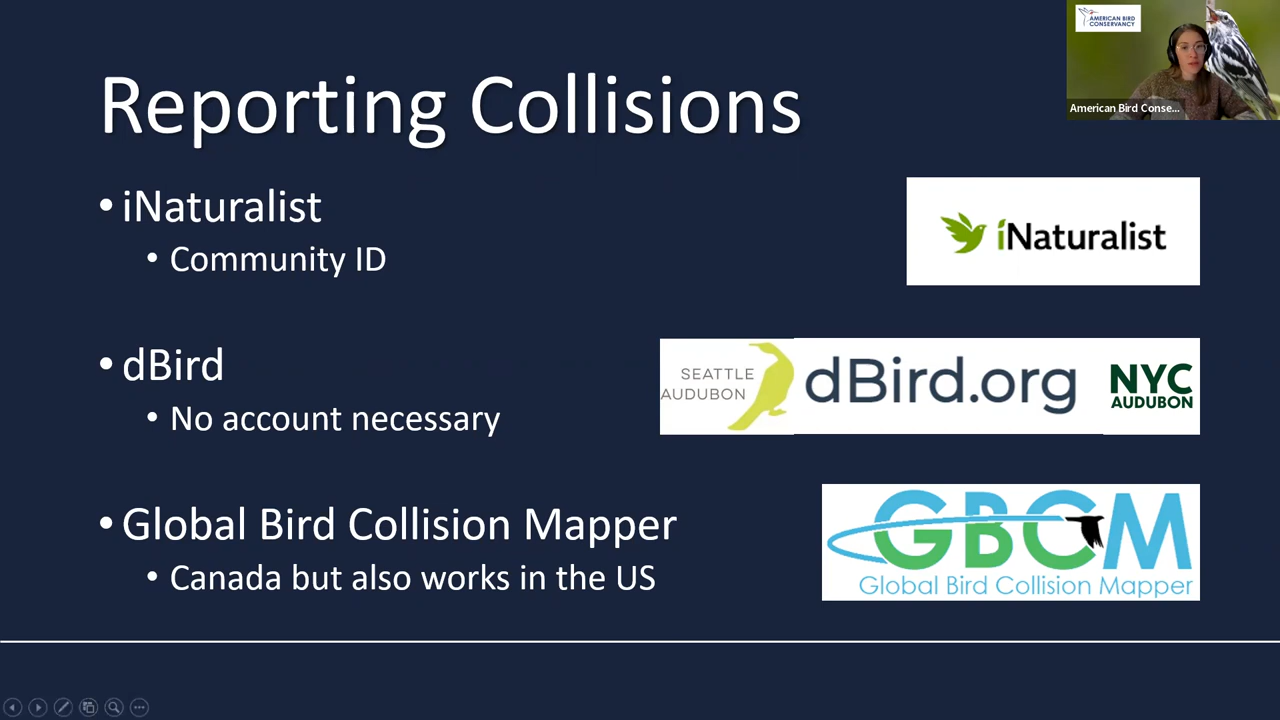 AMERICAN BIRD
CONSERVANCY
American Bird Conse...
Reporting Collisions
• iNaturalist
• Community ID
iNaturalist
• dBird
• No account necessary
SEATTLE
AUDUBON
dBird.org
NYC
AUDUBON
• Global Bird Collision Mapper
• Canada but also works in the US
GBCM
Global Bird Collision Mapper